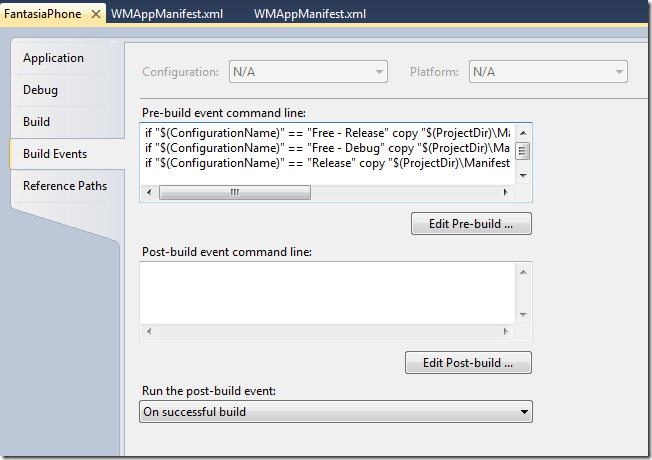 FantasiaPhone
WMAppManifest.xml
WMAppManifest.xml
Application
Debug
Build
Build Events
Reference Paths
Configuration: N/A
Platform: N/A
Pre-build event command line:
if "$(ConfigurationName)" == "Free - Release" copy "$(ProjectDir)\Ma
if "$(ConfigurationName)" == "Free - Debug" copy "$(ProjectDir)\Ma
if "$(ConfigurationName)" == "Release" copy "$(ProjectDir)\Manifest
Edit Pre-build ...
Post-build event command line:
Edit Post-build ...
Run the post-build event:
On successful build